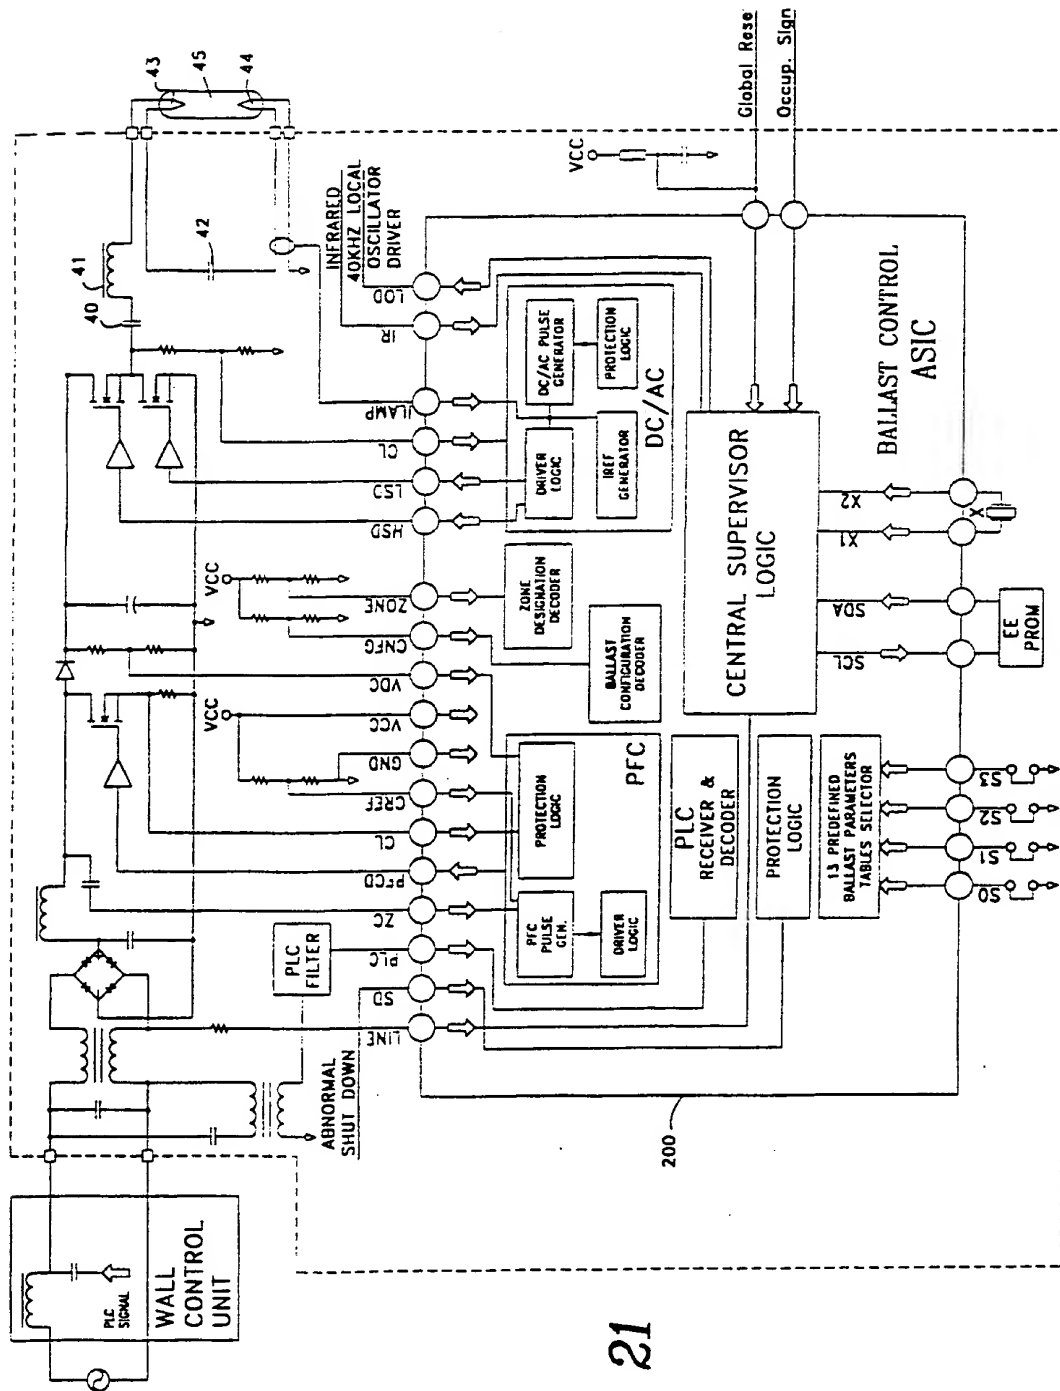 WALL
CONTROL
UNIT
PLC
SIGNAL
PLC
FILTER
ABNORMAL
SHUT DOWN
VCC
VCC
40
41
42
43
45
44
INFRARED
40KHZ LOCAL
OSCILLATOR
DRIVER
VCC
Global Rese
Occup. Sign
LINE
SD
PLC
ZC
PFCD
CL
CREF
GND
VCC
VDC
CNFG
ZONE
HSD
LSD
CL
ILAMP
IR
LOD
200
PFC
PULSE
GEN.
DRIVER
LOGIC
PROTECTION
LOGIC
PFC
ZONE
DESIGNATION
DECODER
BALLAST
CONFIGURATION
DECODER
DRIVER
LOGIC
IREF
GENERATOR
DC/AC PULSE
GENERATOR
PROTECTION
LOGIC
DC/AC
PLC
RECEIVER &
DECODER
PROTECTION
LOGIC
13 PREDEFINED
BALLAST PARAMETERS
TABLES SELECTOR
CENTRAL SUPERVISOR
LOGIC
BALLAST CONTROL
ASIC
S0
S1
S2
S3
SCL
SDA
X1
X2
X
EE
PROM
21